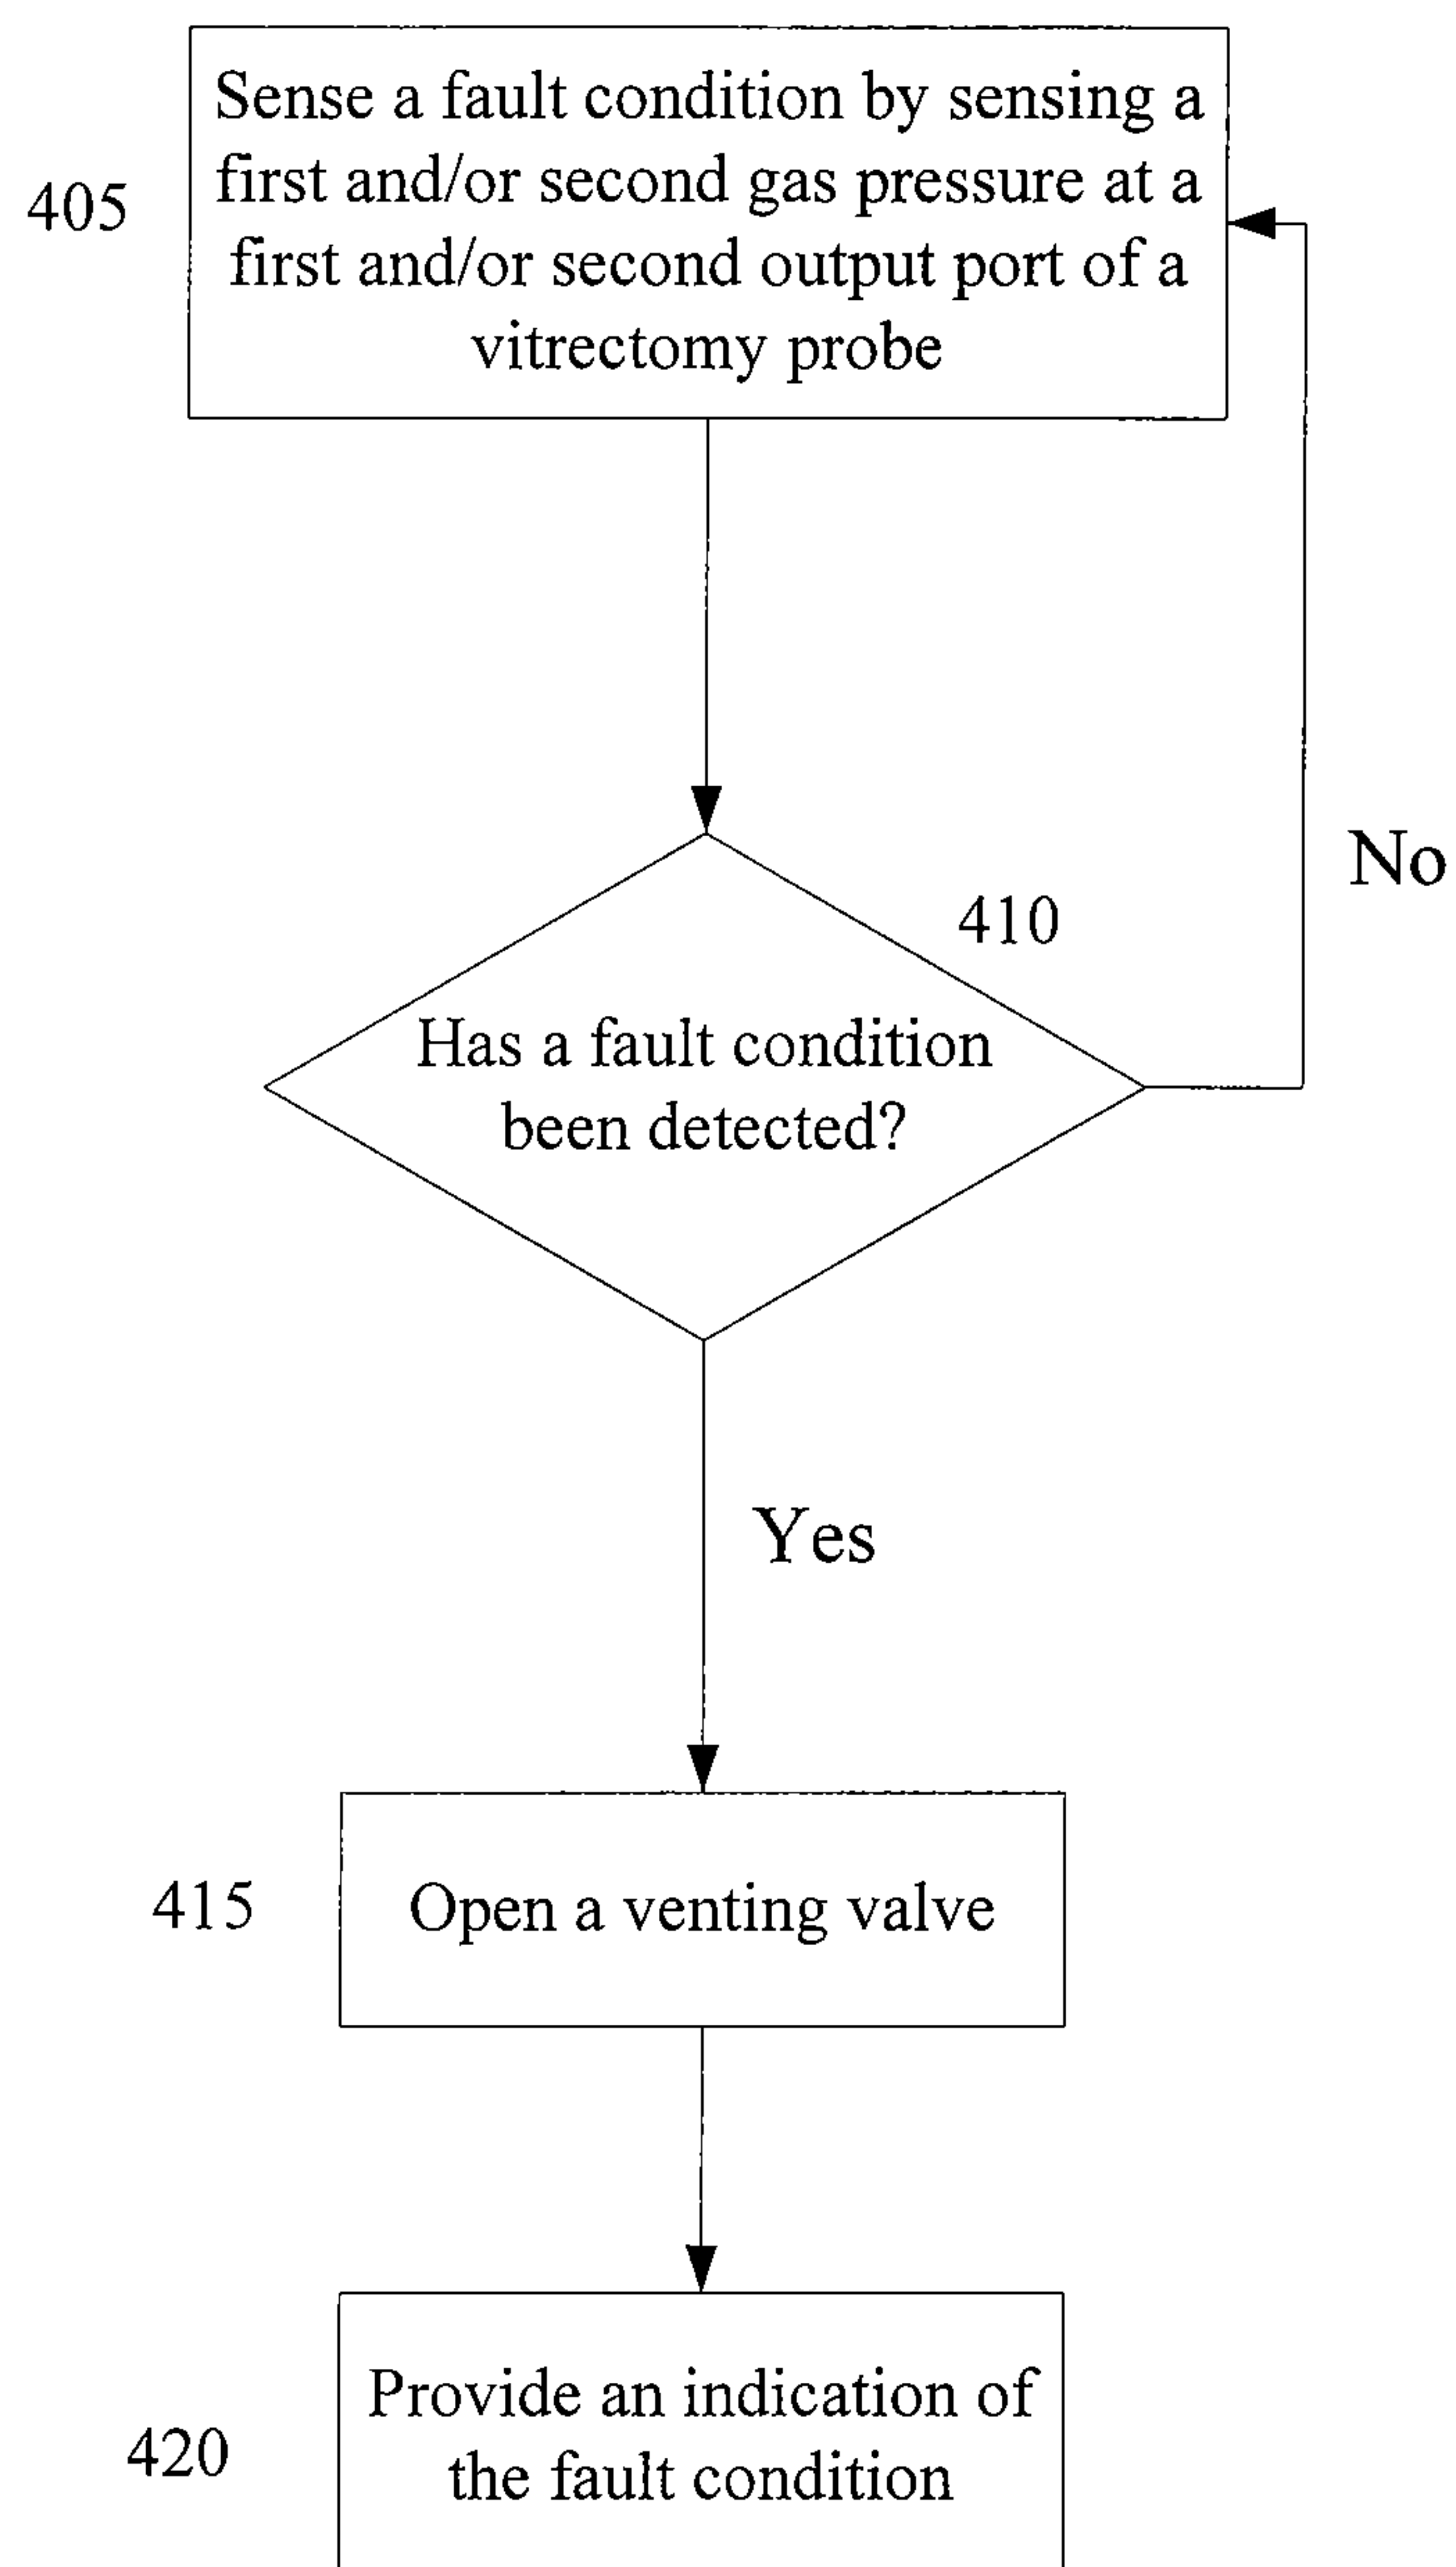 Sense a fault condition by sensing a
first and/or second gas pressure at a
405
first and/or second output port of a
vitrectomy probe
No
410
Has a fault condition
been detected?
Yes
415
Open a venting valve
Provide an indication of
420
the fault condition